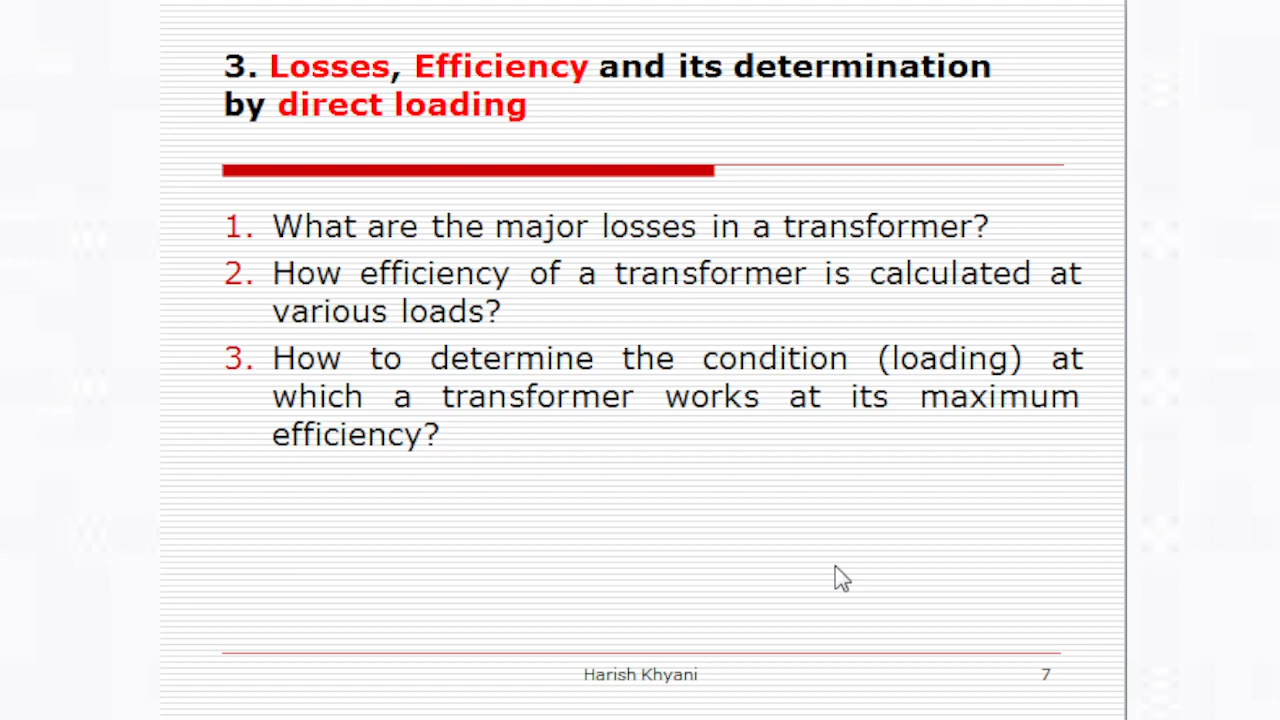 3. Losses, Efficiency and its determination
by direct loading
1. What are the major losses in a transformer?
2. How efficiency of a transformer is calculated at
various loads?
3. How to determine the condition (loading) at
which a transformer works at its maximum
efficiency?
Harish Khyani 7